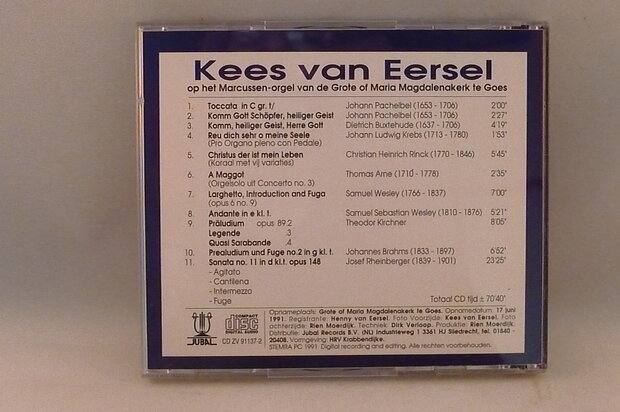 Kees van Eersel
op het Marcussen-orgel van de Grote of Maria Magdalenakerk te Goes
1. Toccata in C gr. t/ Johann Pachelbel (1653 - 1706) 2'00"
2. Komm Gott Schöpfer, heiliger Geist Johann Pachelbel (1653 - 1706) 2'27"
3. Komm, heiliger Geist, Herre Gott Dietrich Buxtehude (1637 - 1706) 4'19"
4. Reu dich sehr o meine Seele Johann Ludwig Krebs (1713 - 1780) 1'53"
(Pro Organo pleno con Pedale)
5. Christus der ist mein Leben Christian Heinrich Rinck (1770 - 1846) 5'45"
(Koraal met vij variaties)
6. A Maggot Thomas Arne (1710 - 1778) 2'35"
(Orgelsolo uit Concerto no. 3)
7. Larghetto, Introduction and Fuga Samuel Wesley (1766 - 1837) 7'00"
(opus 6 no. 9)
8. Andante in e kl. t. Samuel Sebastian Wesley (1810 - 1876) 5'21"
9. Präludium opus 89.2 Theodor Kirchner 8'05"
Legende .3
Quasi Sarabande .4
10. Prealudium und Fuge no.2 in g kl. t. Johannes Brahms (1833 - 1897) 6'52"
11. Sonata no. 11 in d kl.t. opus 148 Josef Rheinberger (1839 - 1901) 23'25"
- Agitato
- Cantilena
- Intermezzo
- Fuge Totaal CD tijd ± 70'40"
JUBAL
COMPACT disc DIGITAL AUDIO
CD ZV 91137-2
Opnameplaats: Grote of Maria Magdalenakerk te Goes. Opnamedatum: 17 juni
1991. Registrante: Henny van Eersel. Foto Voorzijde: Kees van Eersel. Foto
achterzijde: Rien Moerdijk. Techniek: Dirk Verloop. Produktie: Rien Moerdijk.
Distributie: Jubal Records B.V. (NL) Industrieweg 1 3361 HJ Sliedrecht, tel. 01840 -
20408. Vormgeving: HRV Krabbendijke.
STEMRA PC 1991. Digital recording and editing. Alle rechten voorbehouden.